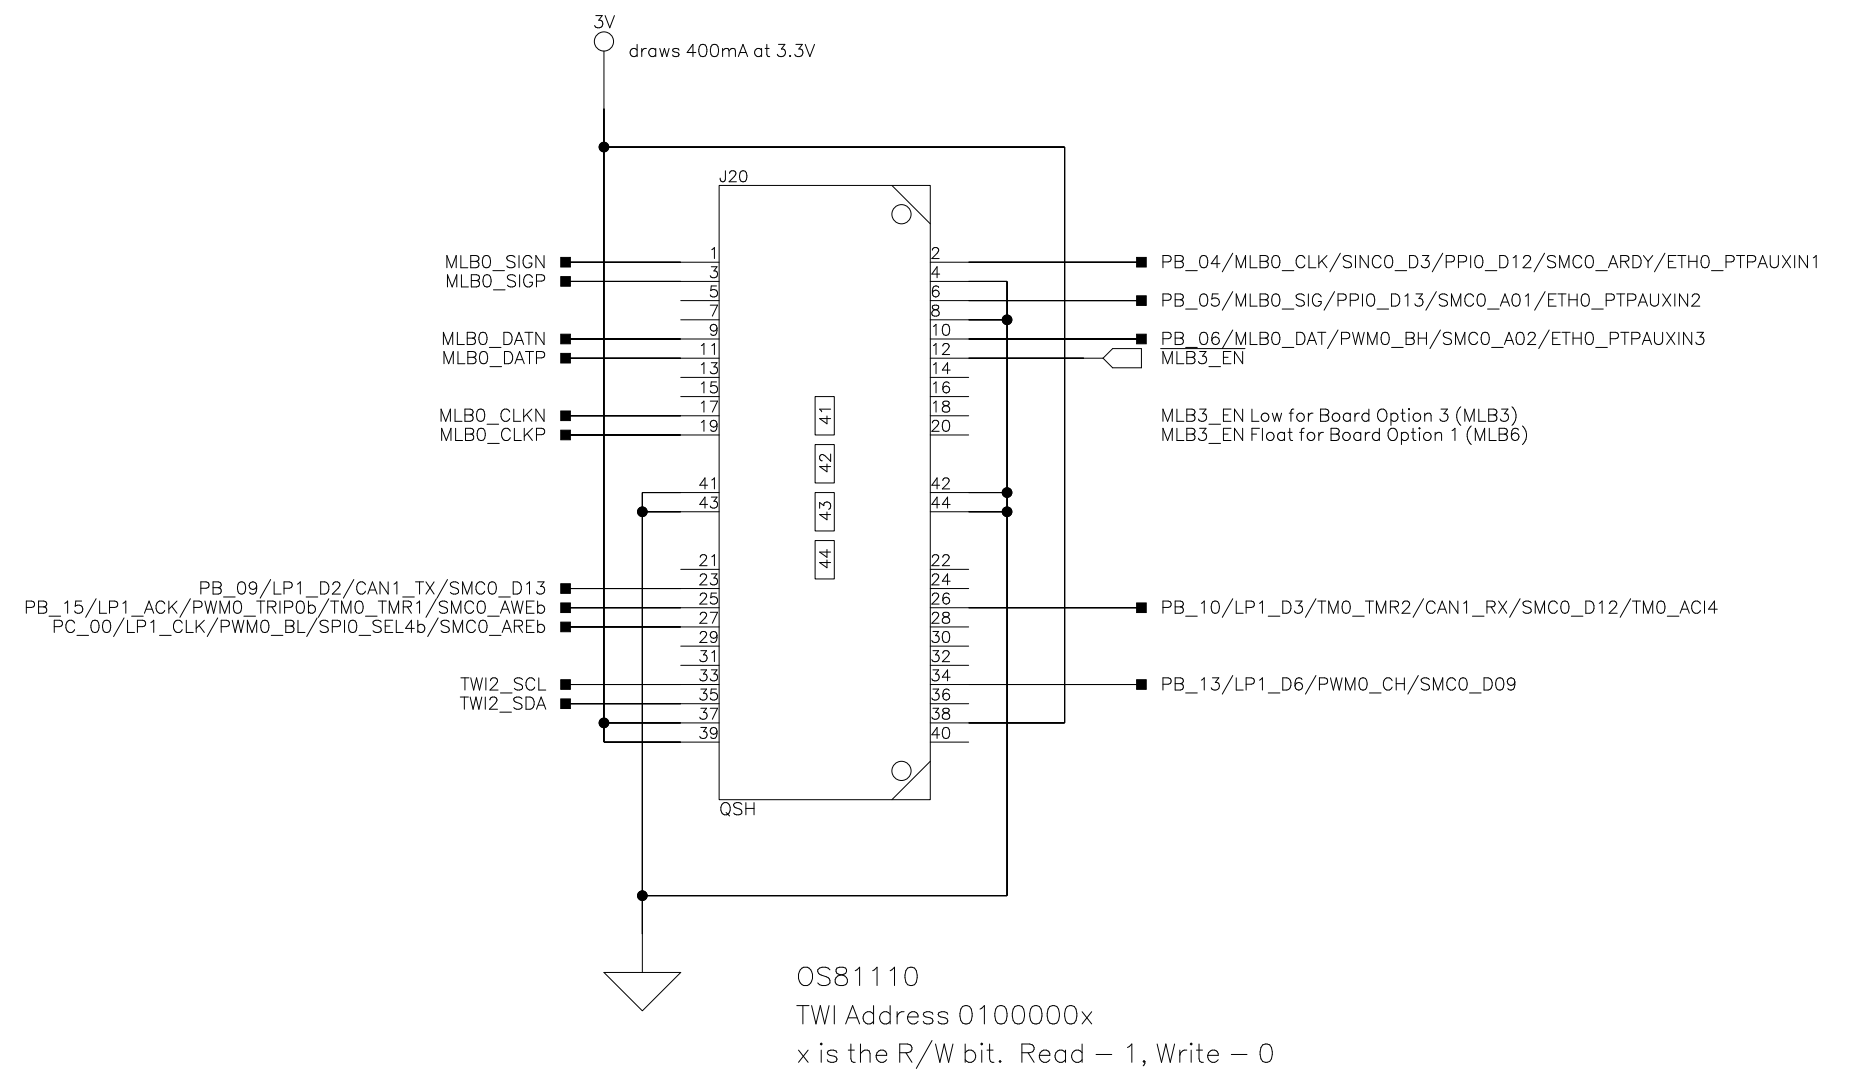 3V
draws 400mA at 3.3V
J20
MLB0_SIGN 1 2 PB_04/MLB0_CLK/SINC0_D3/PPI0_D12/SMC0_ARDY/ETH0_PTPAUXIN1
MLB0_SIGP 3 4
5 6 PB_05/MLB0_SIG/PPI0_D13/SMC0_A01/ETH0_PTPAUXIN2
7 8
MLB0_DATN 9 10 PB_06/MLB0_DAT/PWM0_BH/SMC0_A02/ETH0_PTPAUXIN3
MLB0_DATP 11 12 MLB3_EN
13 14
15 16
MLB0_CLKN 17 41 18 MLB3_EN Low for Board Option 3 (MLB3)
MLB0_CLKP 19 20 MLB3_EN Float for Board Option 1 (MLB6)
42
41 42
43 43 44
44
21 22
PB_09/LP1_D2/CAN1_TX/SMC0_D13 23 24
PB_15/LP1_ACK/PWM0_TRIP0b/TM0_TMR1/SMC0_AWEb 25 26 PB_10/LP1_D3/TM0_TMR2/CAN1_RX/SMC0_D12/TM0_ACI4
PC_00/LP1_CLK/PWM0_BL/SPI0_SEL4b/SMC0_AREb 27 28
29 30
31 32
TWI2_SCL 33 34 PB_13/LP1_D6/PWM0_CH/SMC0_D09
TWI2_SDA 35 36
37 38
39 40
QSH
OS81110
TWI Address 0100000x
x is the R/W bit. Read – 1, Write – 0